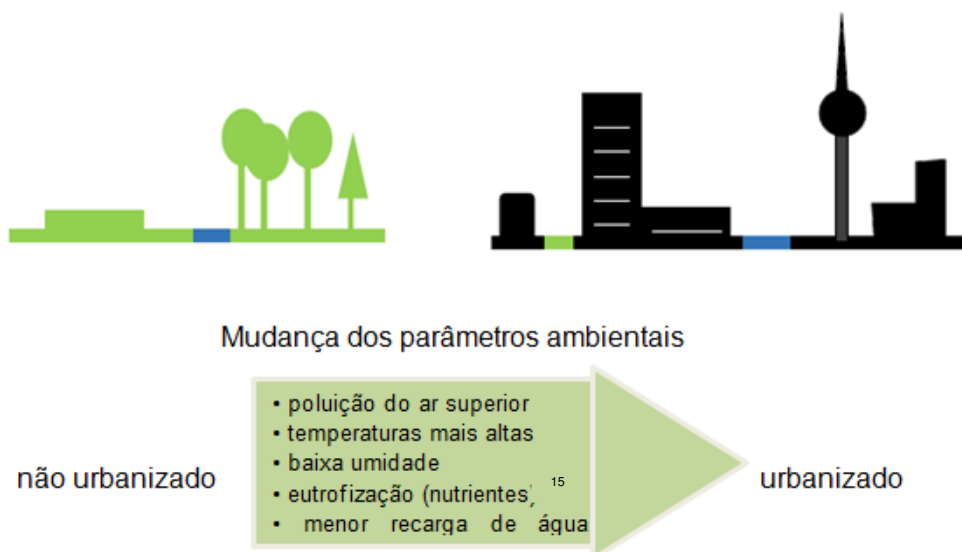 Mudança dos parâmetros ambientais
• poluição do ar superior
• temperaturas mais altas
• baixa umidade
não urbanizado
• eutrofização (nutrientes) 15
urbanizado
• menor recarga de água